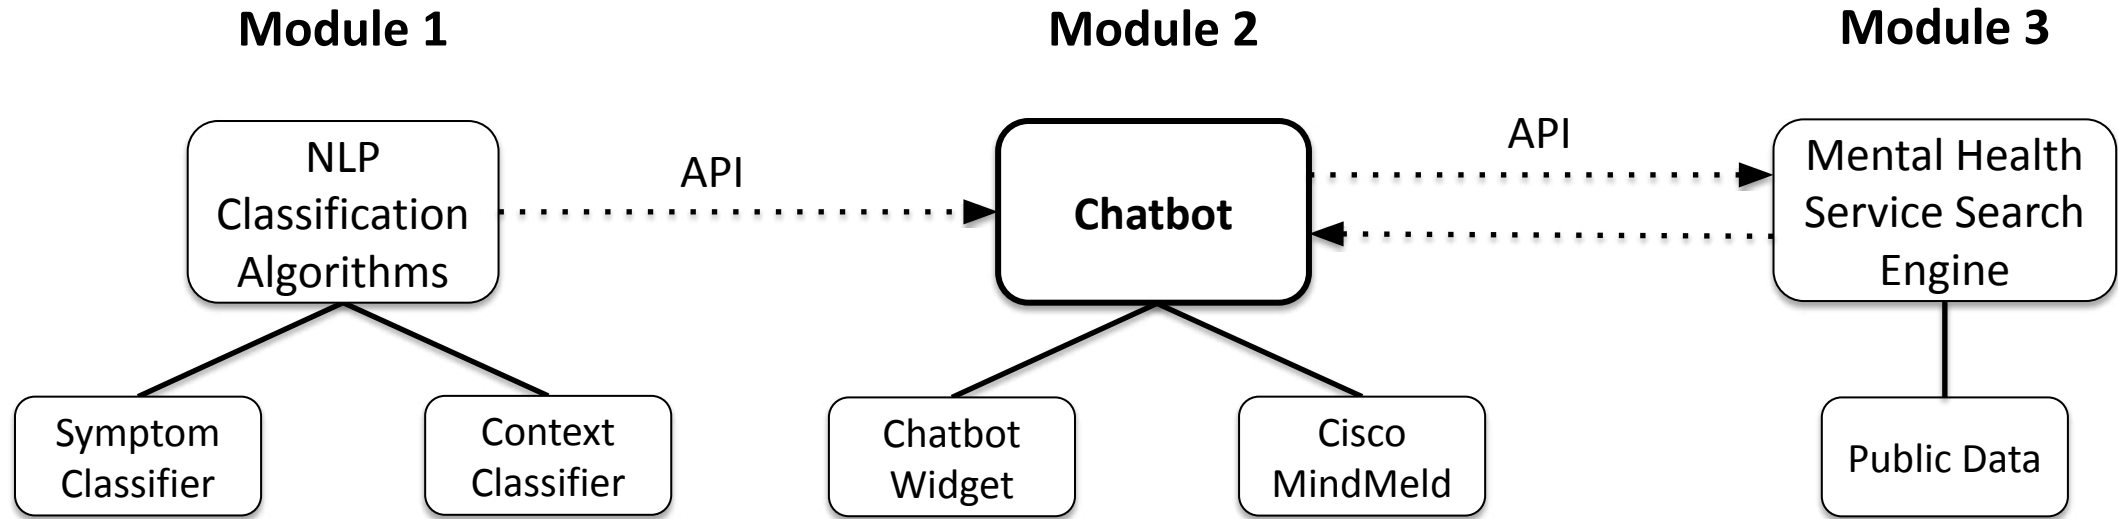 Module 1
Module 2
Module 3
NLP
Classification
Algorithms
API
Chatbot
API
Mental Health
Service Search
Engine
Symptom
Classifier
Context
Classifier
Chatbot
Widget
Cisco
MindMeld
Public Data